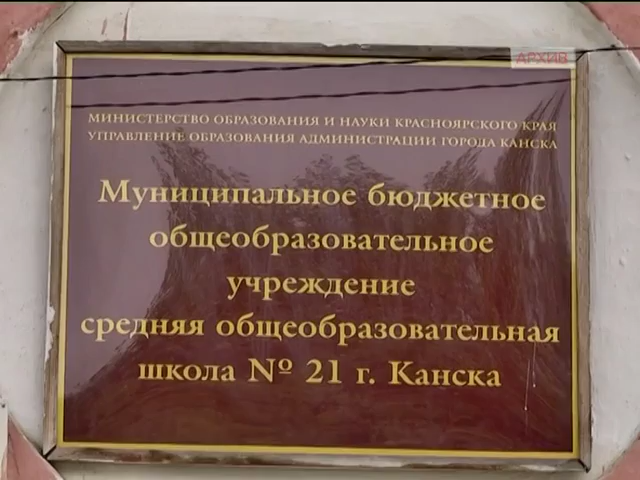 АРХИВ
МИНИСТЕРСТВО ОБРАЗОВАНИЯ И НАУКИ КРАСНОЯРСКОГО КРАЯ
УПРАВЛЕНИЕ ОБРАЗОВАНИЯ АДМИНИСТРАЦИИ ГОРОДА КАНСКА
Муниципальное бюджетное
общеобразовательное
учреждение
средняя общеобразовательная
школа № 21 г. Канска